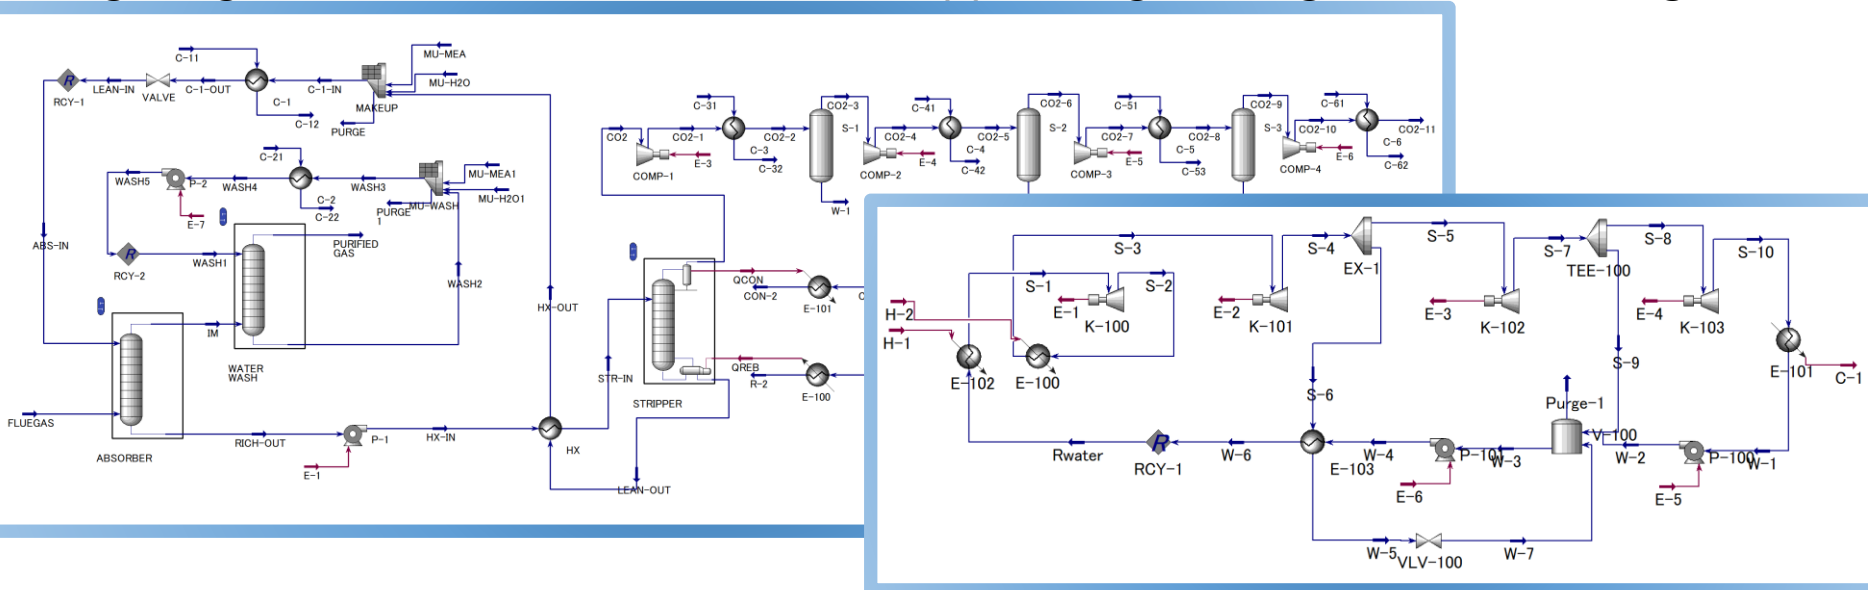 C-11
MU-MEA
RCY-1
LEAN-IN
VALVE
C-1-OUT
C-1
C-1-IN
MAKEUP
MU-H2O
C-12
PURGE
C-21
WASH5
P-2
WASH4
WASH3
MU-MEA1
C-2
C-22
PURGE
1
MU-WASH
MU-H2O1
E-7
ABS-IN
RCY-2
WASH1
PURIFIED
GAS
WASH2
IM
WATER
WASH
FLUEGAS
ABSORBER
RICH-OUT
P-1
E-1
HX-IN
HX-OUT
HX
STR-IN
LEAN-OUT
STRIPPER
QCON
CON-2
E-101
QREB
R-2
E-100
CO2
COMP-1
CO2-1
E-3
C-31
C-3
C-32
CO2-2
CO2-3
S-1
W-1
COMP-2
CO2-4
E-4
C-41
C-4
C-42
CO2-5
CO2-6
S-2
COMP-3
CO2-7
E-5
C-51
C-5
C-53
CO2-8
CO2-9
S-3
COMP-4
CO2-10
E-6
C-61
C-6
C-62
CO2-11
S-3
S-4
EX-1
S-5
S-7
TEE-100
S-8
S-10
H-2
H-1
S-1
E-1
K-100
S-2
E-2
K-101
E-3
K-102
E-4
K-103
E-102
E-100
S-6
S-9
E-101
C-1
Purge-1
V-100
Rwater
RCY-1
W-6
E-103
W-4
P-101
W-3
W-2
P-100
W-1
E-6
E-5
W-5
VLV-100
W-7